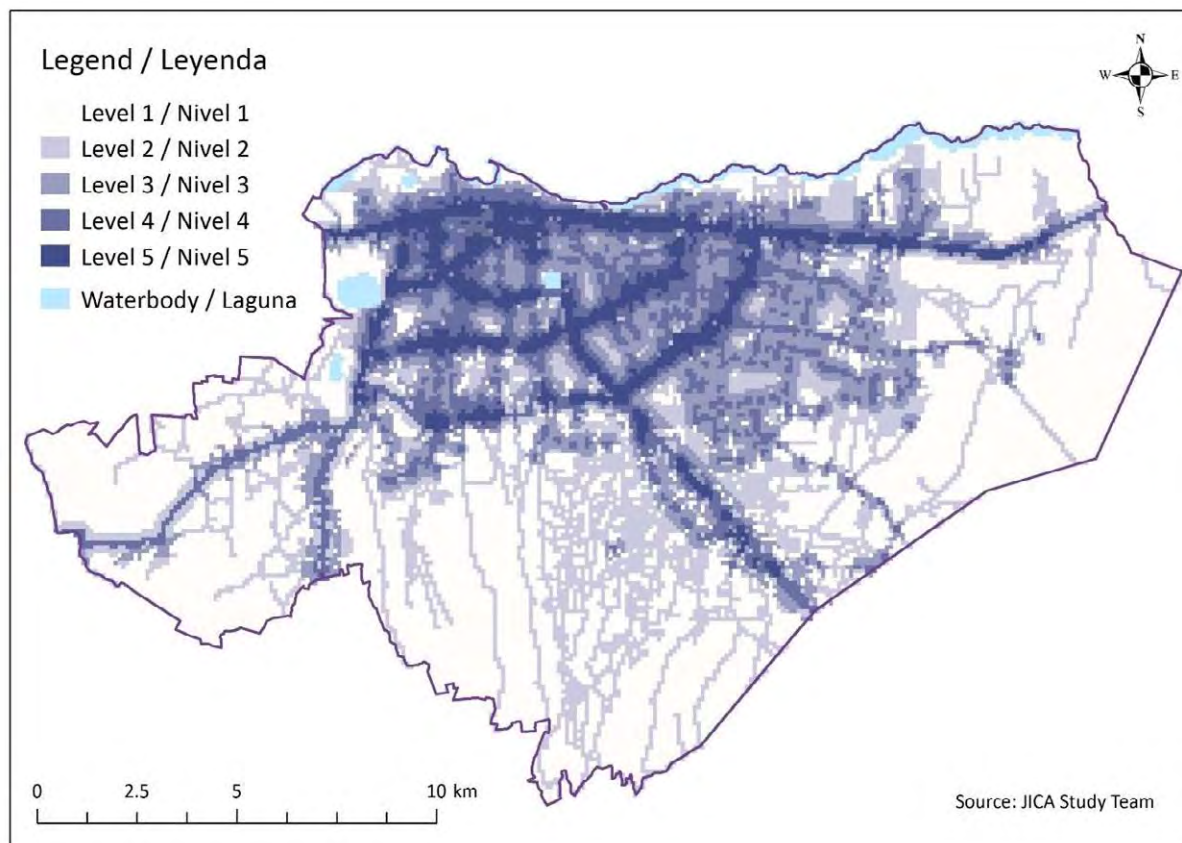 Legend / Leyenda
Level 1 / Nivel 1
Level 2 / Nivel 2
Level 3 / Nivel 3
Level 4 / Nivel 4
Level 5 / Nivel 5
Waterbody / Laguna
N
W E
S
0 2.5 5 10 km
Source: JICA Study Team